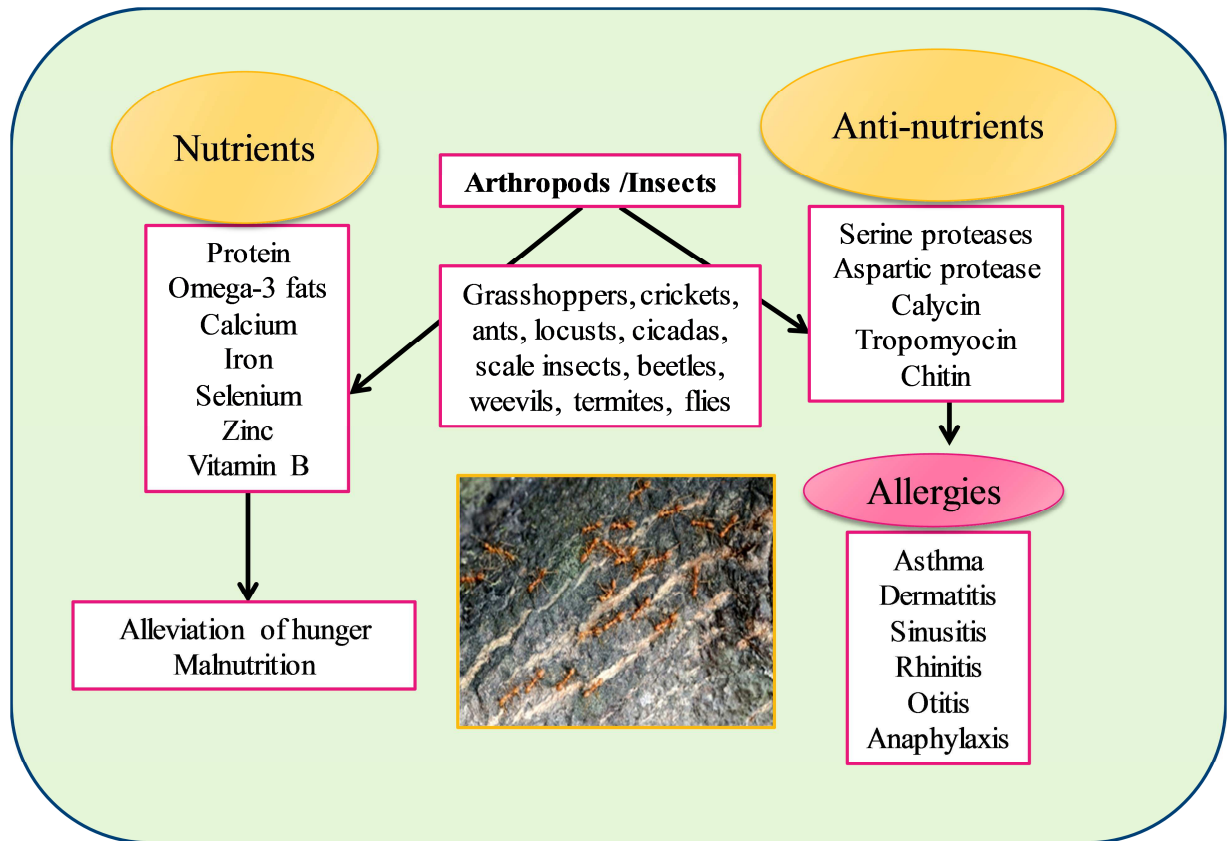 Nutrients
Protein
Omega-3 fats
Calcium
Iron
Selenium
Zinc
Vitamin B
Alleviation of hunger
Malnutrition
Arthropods /Insects
Grasshoppers, crickets,
ants, locusts, cicadas,
scale insects, beetles,
weevils, termites, flies
Anti-nutrients
Serine proteases
Aspartic protease
Calycin
Tropomyocin
Chitin
Allergies
Asthma
Dermatitis
Sinusitis
Rhinitis
Otitis
Anaphylaxis